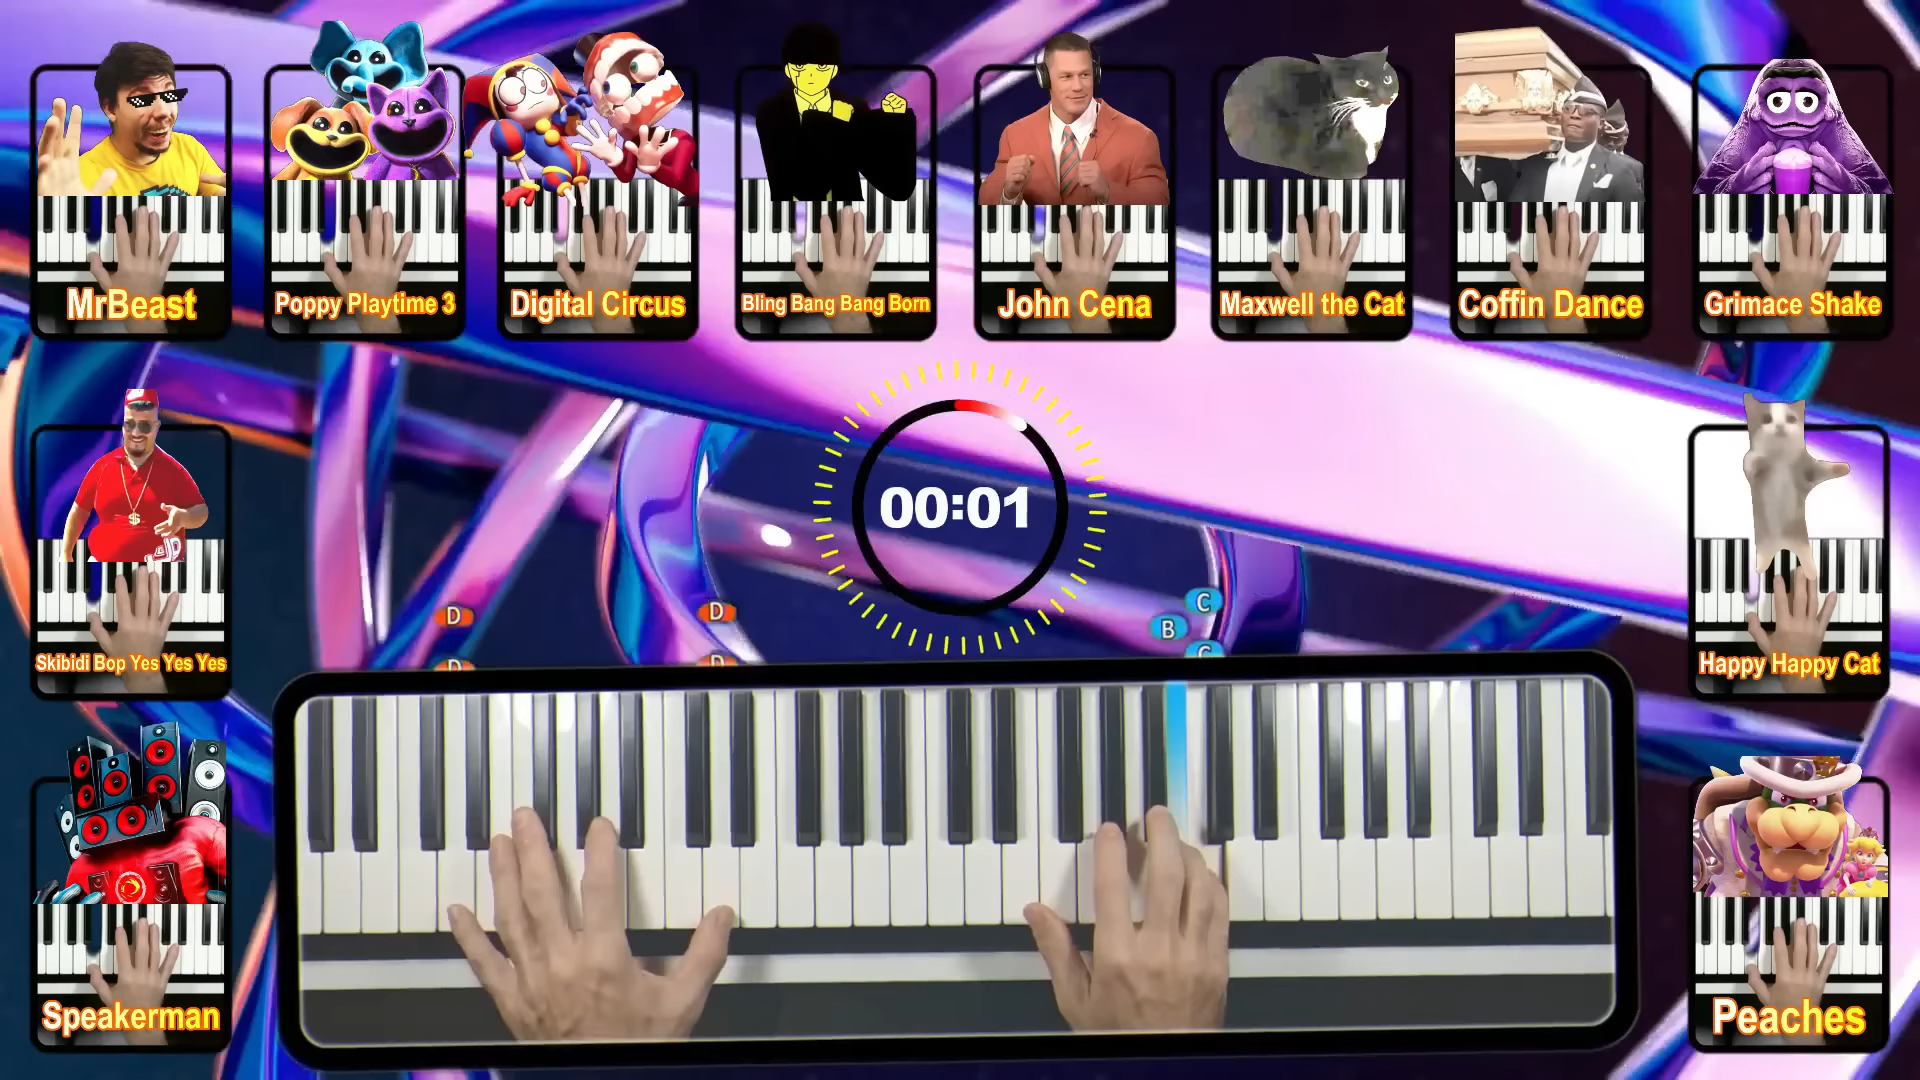 MrBeast
Poppy Playtime 3
Digital Circus
Bling Bang Bang Born
John Cena
Maxwell the Cat
Coffin Dance
Grimace Shake
00:01
Skibidi Bop Yes Yes Yes
Happy Happy Cat
D
D
C
B
D
D
C
Speakerman
Peaches